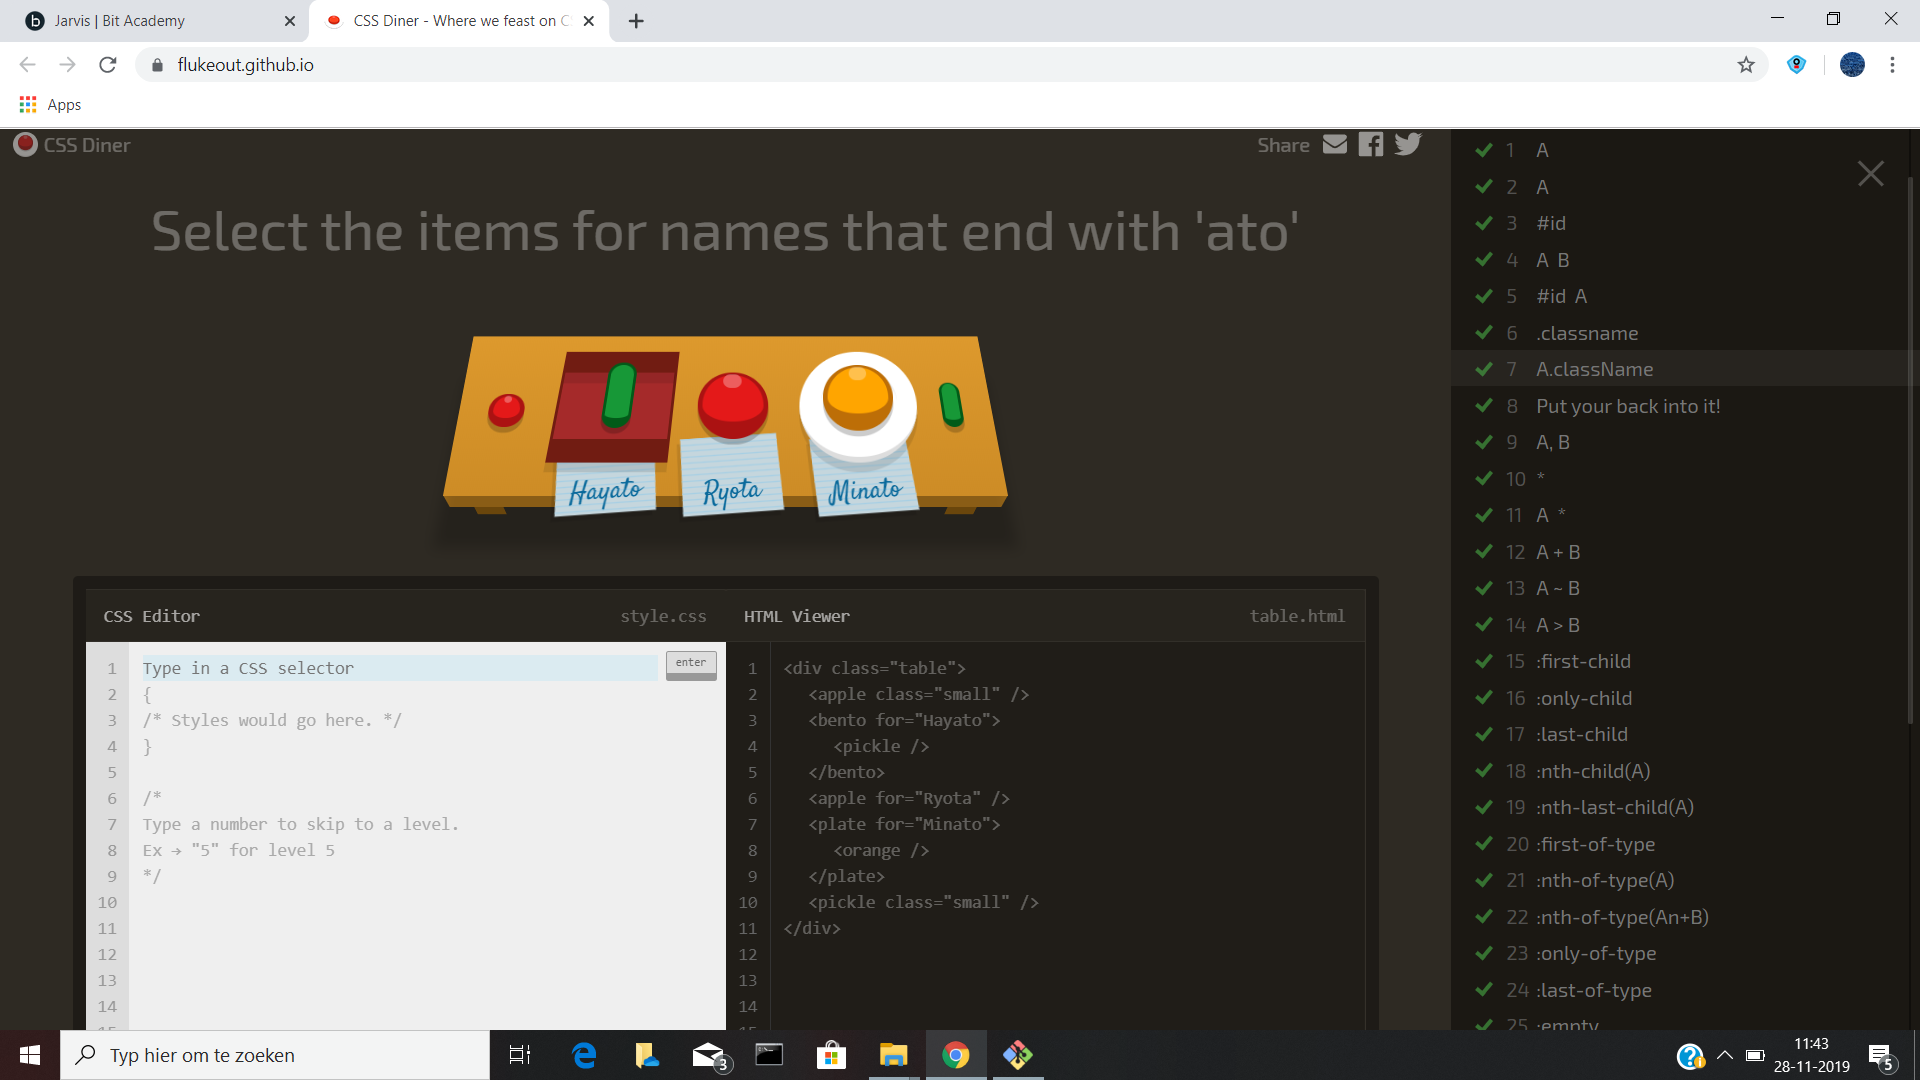 Jarvis | Bit Academy
CSS Diner - Where we feast on C
flukeout.github.io
Apps
CSS Diner
Share
Select the items for names that end with 'ato'
Hayato
Ryota
Minato
CSS Editor
style.css
1 Type in a CSS selector
enter
2 {
3 /* Styles would go here. */
4 }
5
6 /*
7 Type a number to skip to a level.
8 Ex → "5" for level 5
9 */
10
11
12
13
14
HTML Viewer
table.html
1 <div class="table">
2 <apple class="small" />
3 <bento for="Hayato">
4 <pickle />
5 </bento>
6 <apple for="Ryota" />
7 <plate for="Minato">
8 <orange />
9 </plate>
10 <pickle class="small" />
11 </div>
12
13
14
1 A
2 A
3 #id
4 A B
5 #id A
6 .classname
7 A.className
8 Put your back into it!
9 A, B
10 *
11 A *
12 A + B
13 A ~ B
14 A > B
15 :first-child
16 :only-child
17 :last-child
18 :nth-child(A)
19 :nth-last-child(A)
20 :first-of-type
21 :nth-of-type(A)
22 :nth-of-type(An+B)
23 :only-of-type
24 :last-of-type
25 :empty
Typ hier om te zoeken
3
11:43
28-11-2019
5